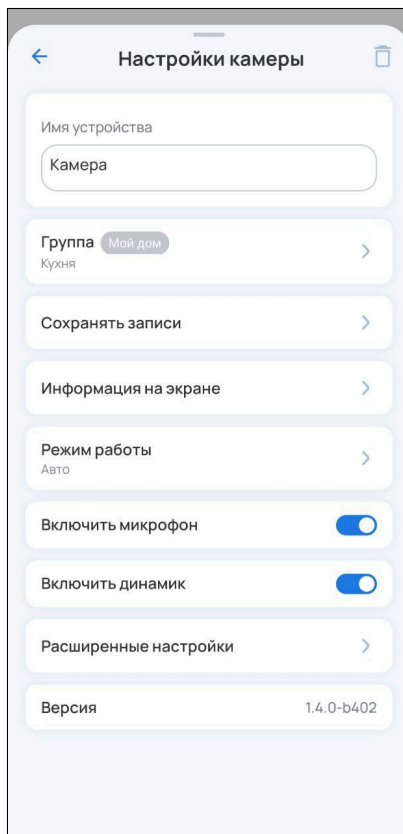 Настройки камеры
Имя устройства
Камера
Группа Мой дом
Кухня
Сохранять записи
Информация на экране
Режим работы
Авто
Включить микрофон
Включить динамик
Расширенные настройки
Версия 1.4.0-b402